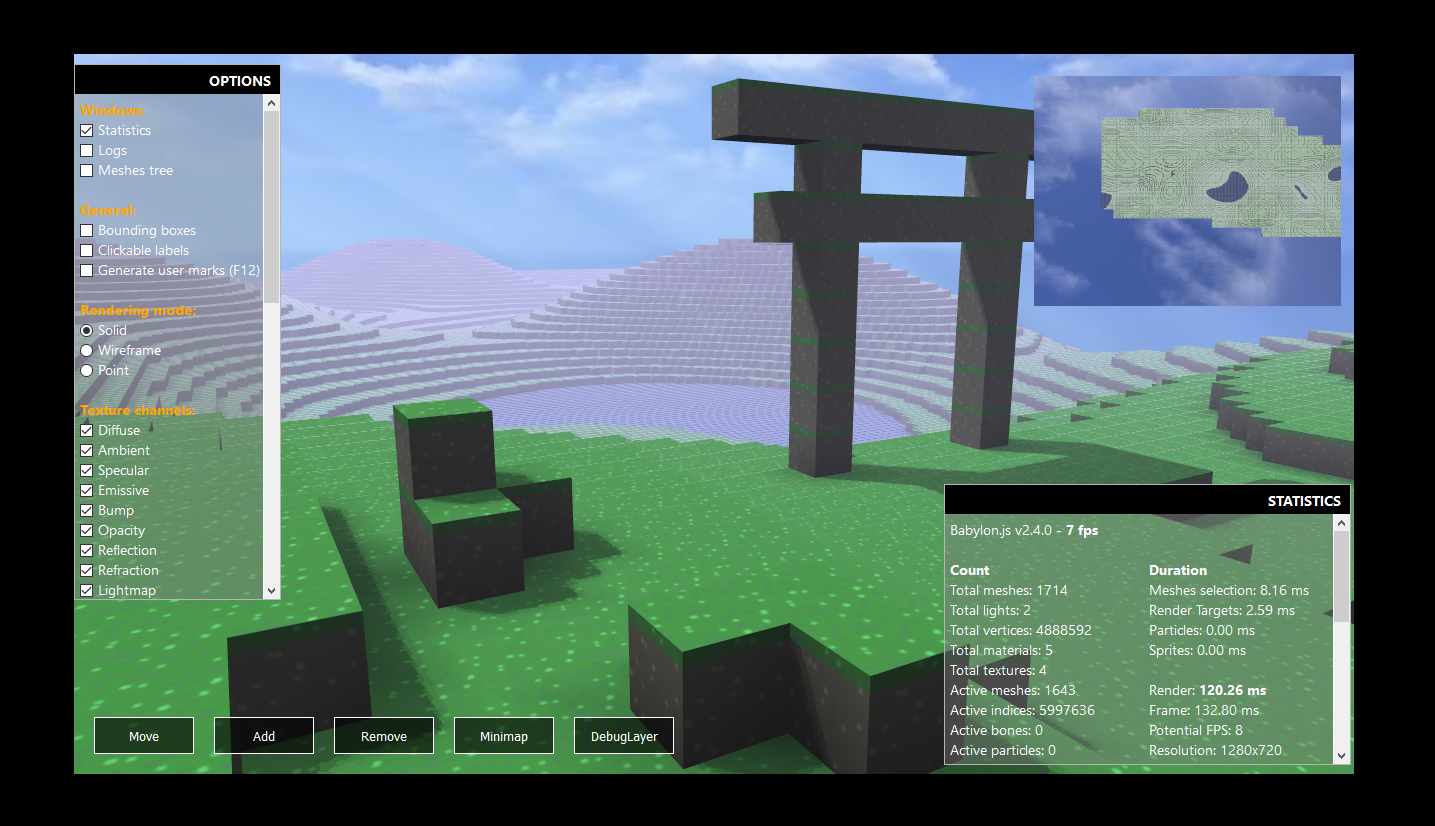 OPTIONS
Windows:
Statistics
Logs
Meshes tree
General:
Bounding boxes
Clickable labels
Generate user marks (F12)
Rendering mode:
Solid
Wireframe
Point
Texture channels:
Diffuse
Ambient
Specular
Emissive
Bump
Opacity
Reflection
Refraction
Lightmap
Move
Add
Remove
Minimap
DebugLayer
STATISTICS
Babylon.js v2.4.0 - 7 fps
Count
Total meshes: 1714
Total lights: 2
Total vertices: 4888592
Total materials: 5
Total textures: 4
Active meshes: 1643
Active indices: 5997636
Active bones: 0
Active particles: 0
Duration
Meshes selection: 8.16 ms
Render Targets: 2.59 ms
Particles: 0.00 ms
Sprites: 0.00 ms
Render: 120.26 ms
Frame: 132.80 ms
Potential FPS: 8
Resolution: 1280x720